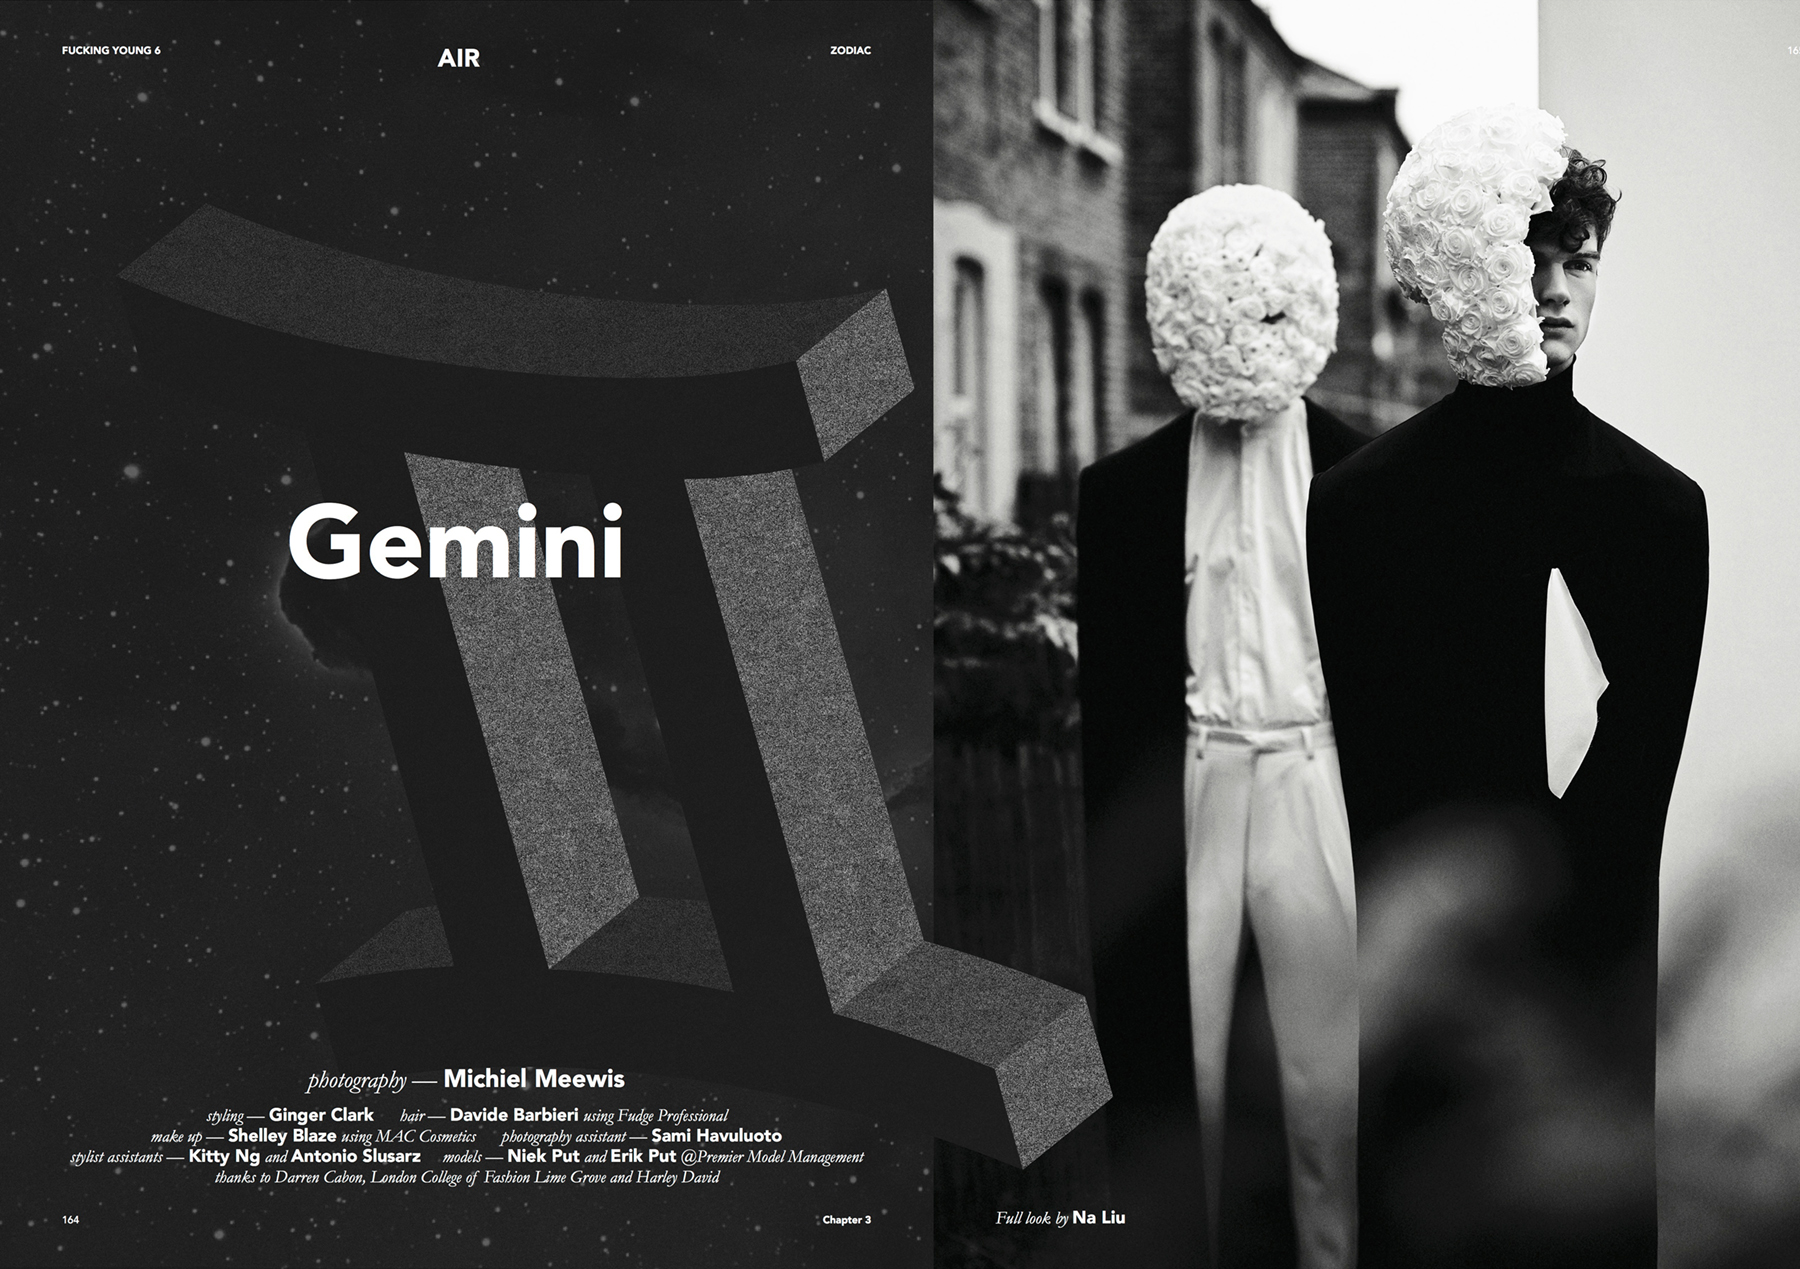 FUCKING YOUNG 6
AIR
ZODIAC
Gemini
photography — Michiel Meewis
styling — Ginger Clark hair — Davide Barbieri using Fudge Professional
make up — Shelley Blaze using MAC Cosmetics photography assistant — Sami Havuluoto
stylist assistants — Kitty Ng and Antonio Slusarz models — Niek Put and Erik Put @Premier Model Management
thanks to Darren Cabon, London College of Fashion Lime Grove and Harley David
164
Chapter 3
Full look by Na Liu